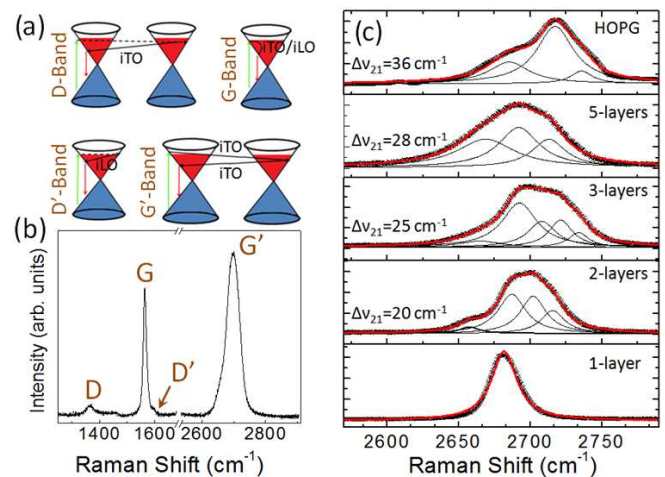 (a)
D-Band
iTO
G-Band
iTO/iLO
D'-Band
iLO
G'-Band
iTO
iTO
(b)
Intensity (arb. units)
D
G
D'
G'
1400
1600
2600
2800
Raman Shift (cm⁻¹)
(c)
HOPG
Δν₂₁=36 cm⁻¹
5-layers
Δν₂₁=28 cm⁻¹
3-layers
Δν₂₁=25 cm⁻¹
2-layers
Δν₂₁=20 cm⁻¹
1-layer
2600
2650
2700
2750
Raman Shift (cm⁻¹)